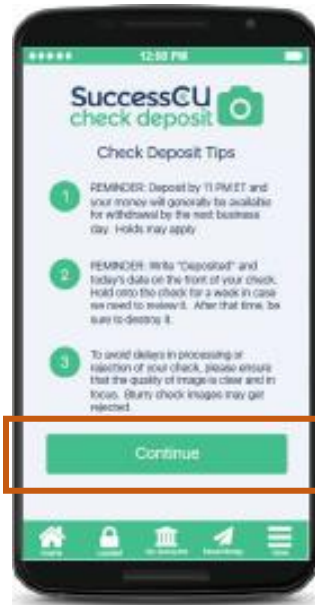 12:50 PM
SuccessCU
check deposit
Check Deposit Tips
1
REMINDER: Deposit by 11 PM ET and
your money will generally be available
for withdrawal by the next business
day. Holds may apply
2
REMINDER: Write "Deposited" and
today's date on the front of your check.
Hold onto the check for a week in case
we need to review it. After that time, be
sure to destroy it.
3
To avoid delays in processing or
rejection of your check, please ensure
that the quality of image is clear and in
focus. Blurry check images may get
rejected.
Continue